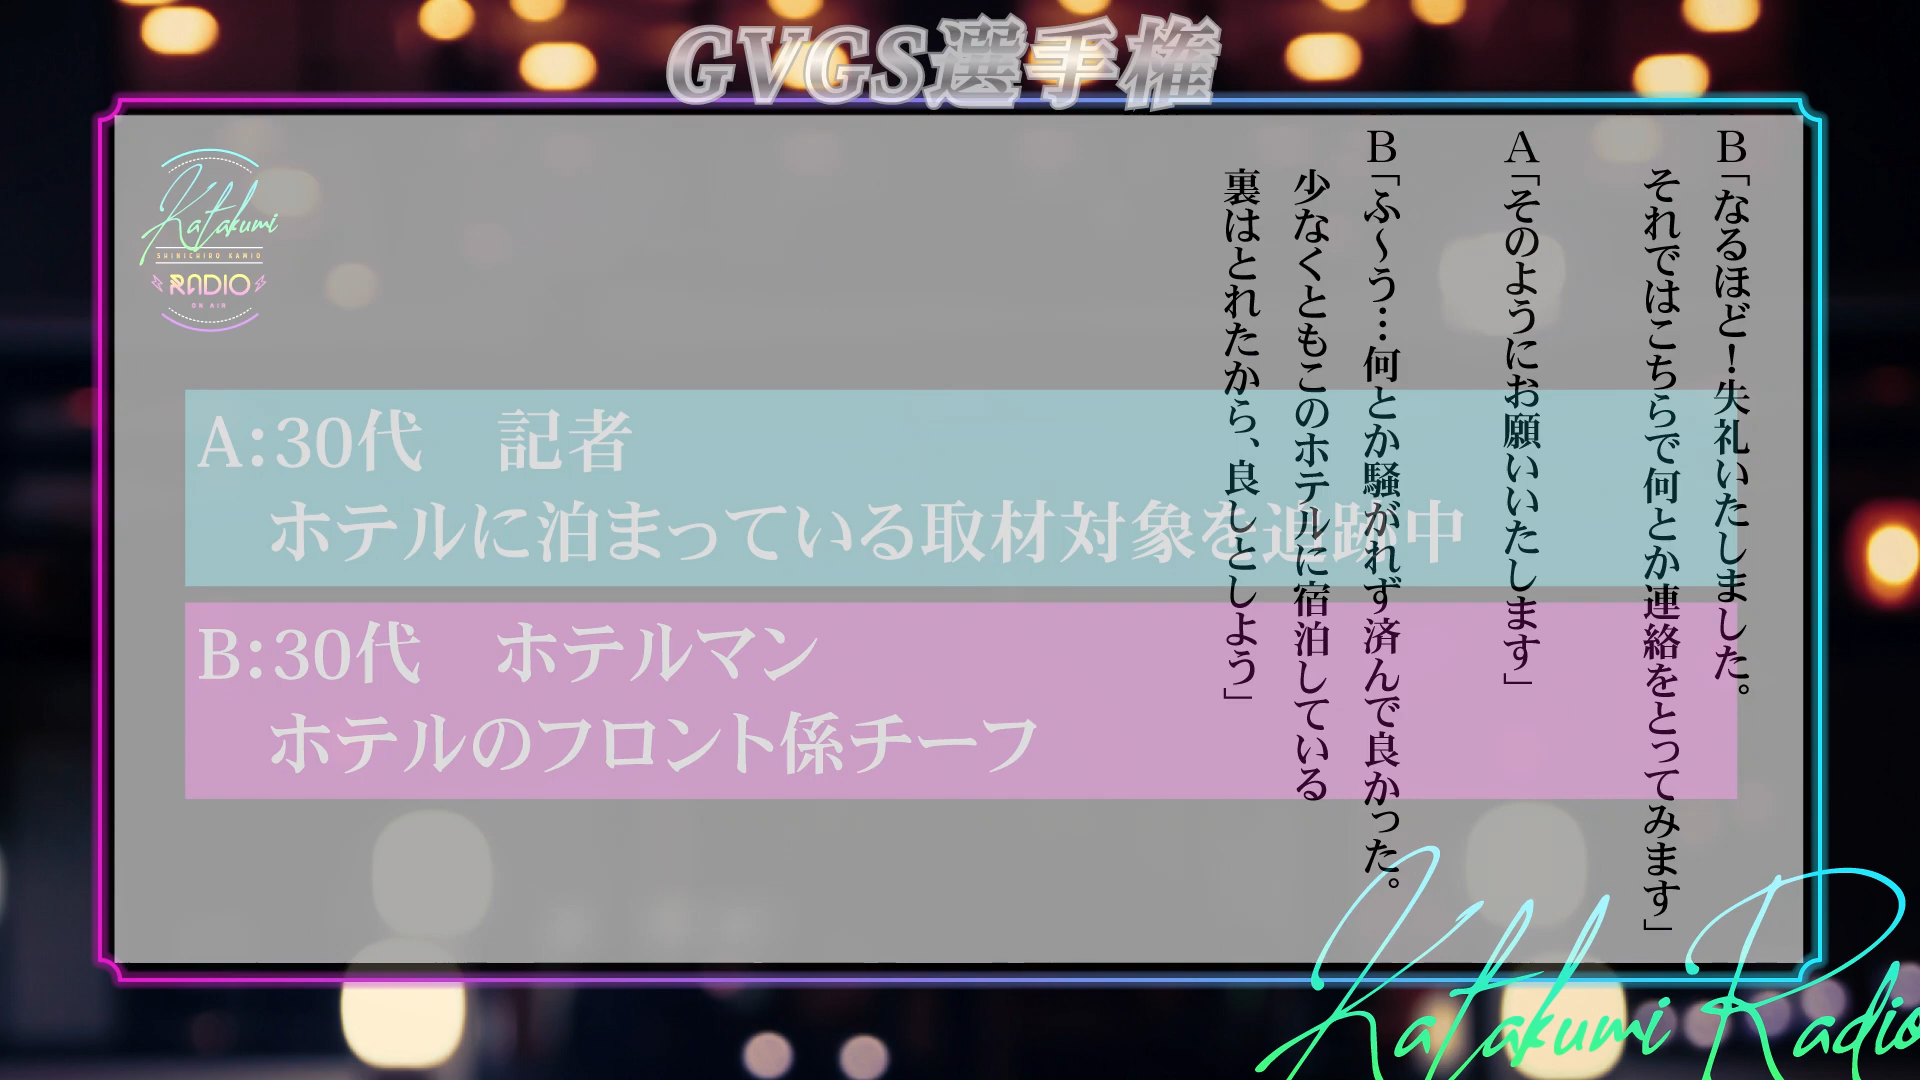 GVGS選手権
Katakumi
SHINICHIRO KAMIO
RADIO
ON AIR
B「なるほど！失礼いたしました。
それではこちらで何とか連絡をとってみます」
A「そのようにお願いいたします」
B「ふ～う…何とか騒がれず済んで良かった。
少なくともこのホテルに宿泊している
裏はとれたから、良しとしよう」
A:30代　記者
ホテルに泊まっている取材対象を追跡中
B:30代　ホテルマン
ホテルのフロント係チーフ
Katakumi Radio